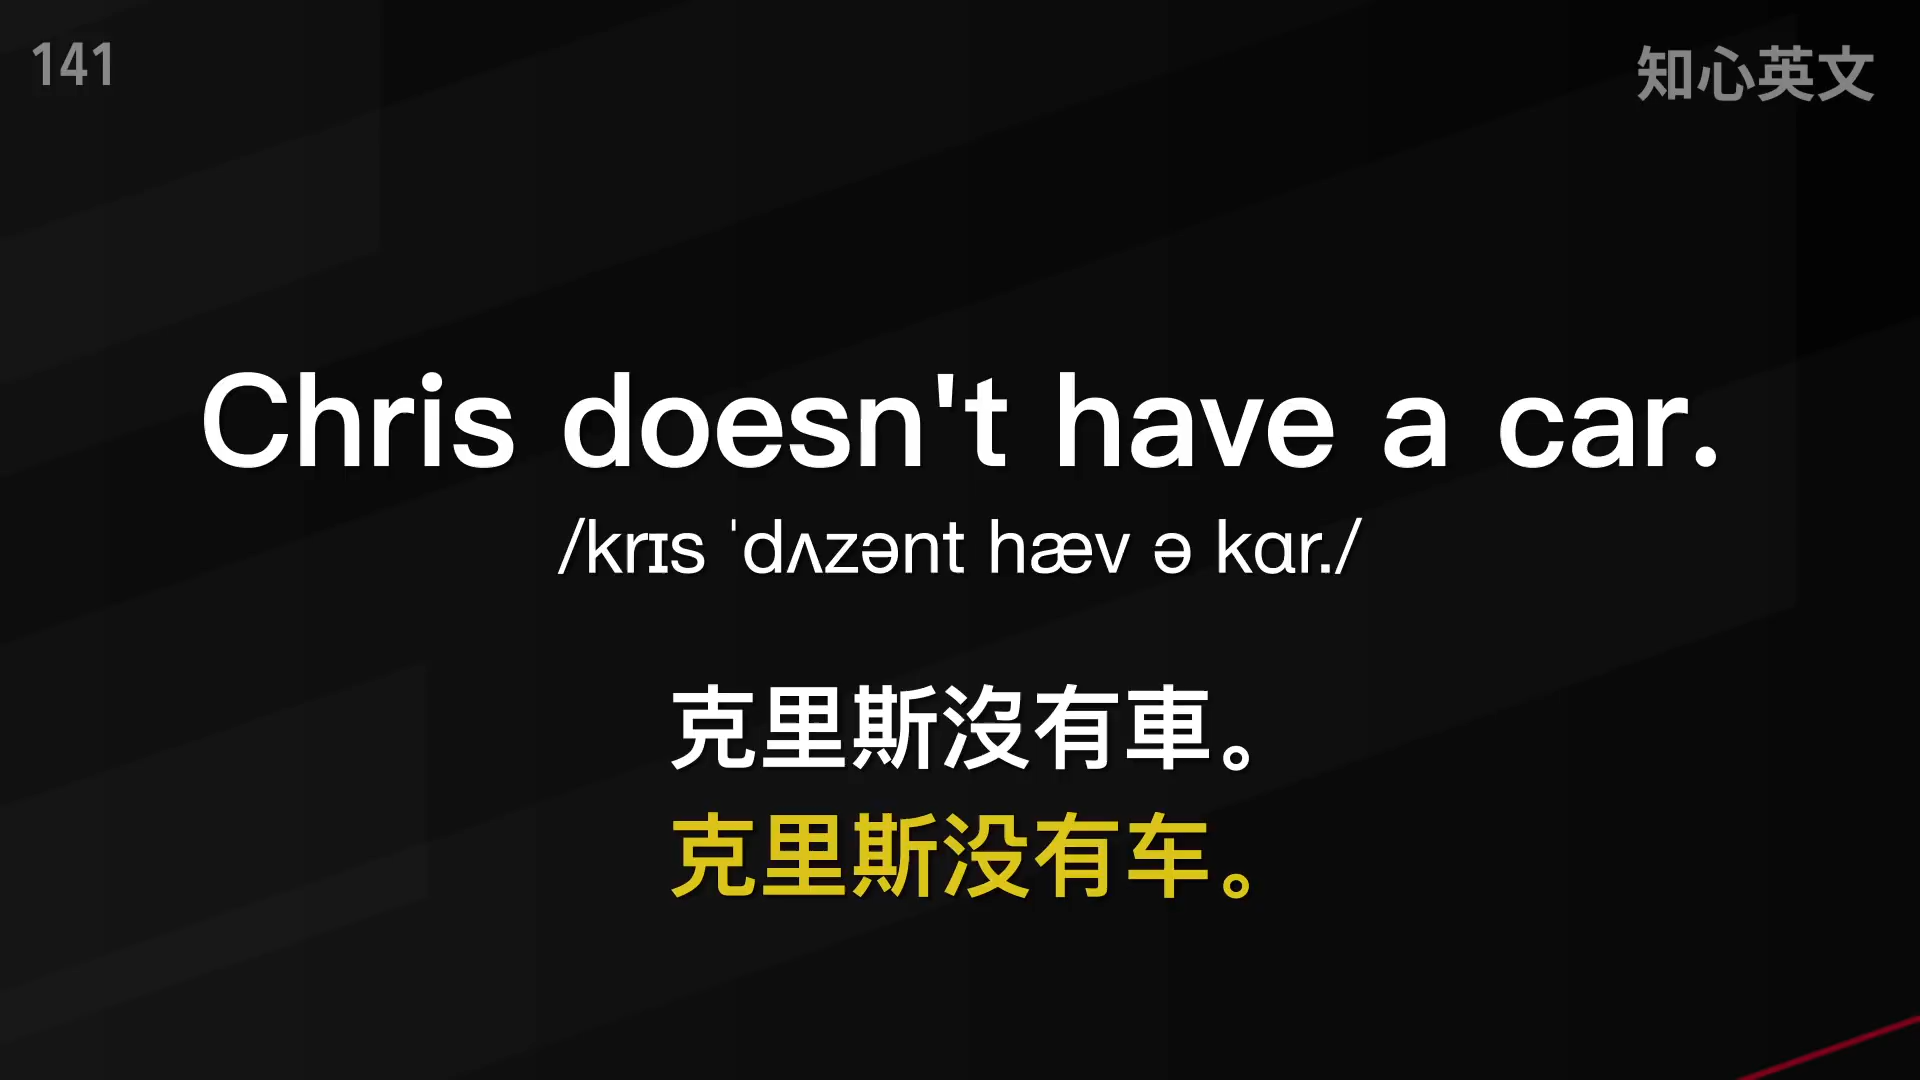 141
知心英文
Chris doesn't have a car.
/krɪs ˈdʌzənt hæv ə kɑr./
克里斯沒有車。
克里斯没有车。